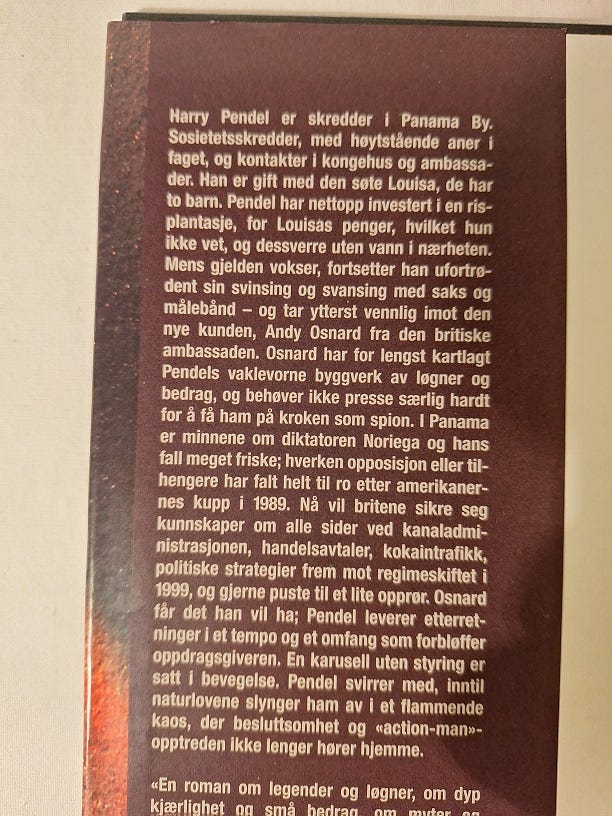 Harry Pendel er skredder i Panama By.
Sosietetsskredder, med høytstående aner i
faget, og kontakter i kongehus og ambassa-
der. Han er gift med den søte Louisa, de har
to barn. Pendel har nettopp investert i en ris-
plantasje, for Louisas penger, hvilket hun
ikke vet, og dessverre uten vann i nærheten.
Mens gjelden vokser, fortsetter han ufortrø-
dent sin svinsing og svansing med saks og
målebånd – og tar ytterst vennlig imot den
nye kunden, Andy Osnard fra den britiske
ambassaden. Osnard har for lengst kartlagt
Pendels vaklevorne byggverk av løgner og
bedrag, og behøver ikke presse særlig hardt
for å få ham på kroken som spion. I Panama
er minnene om diktatoren Noriega og hans
fall meget friske; hverken opposisjon eller til-
hengere har falt helt til ro etter amerikaner-
nes kupp i 1989. Nå vil britene sikre seg
kunnskaper om alle sider ved kanaladmi-
nistrasjonen, handelsavtaler, kokaintrafikk,
politiske strategier frem mot regimeskiftet i
1999, og gjerne puste til et lite opprør. Osnard
får det han vil ha; Pendel leverer etterret-
ninger i et tempo og et omfang som forbløffer
oppdragsgiveren. En karusell uten styring er
satt i bevegelse. Pendel svirrer med, inntil
naturlovene slynger ham av i et flammende
kaos, der besluttsomhet og «action-man»-
opptreden ikke lenger hører hjemme.
«En roman om legender og løgner, om dyp
kjærlighet og små bedrag, om myter og